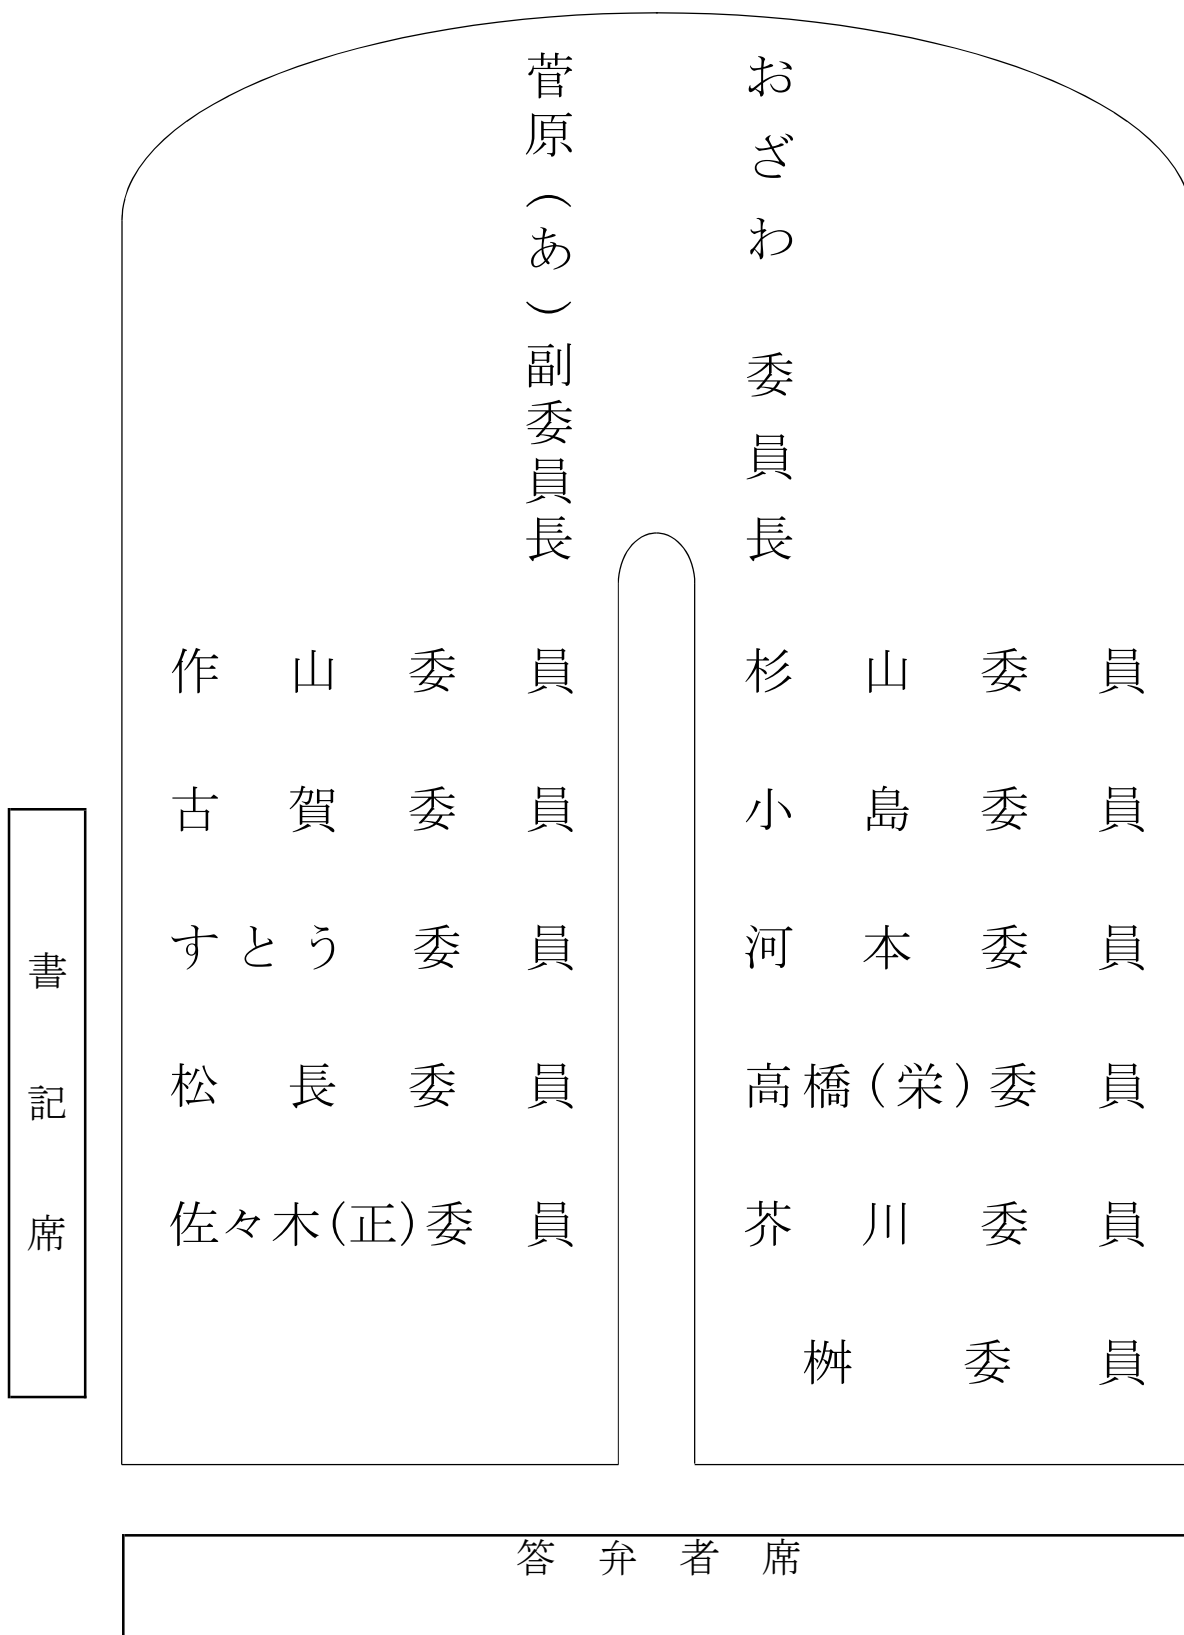 おざわ 委員長
菅原(あ)副委員長
作山委員
杉山委員
古賀委員
小島委員
すとう 委員
河本委員
松長委員
高橋(栄)委員
佐々木(正)委員
芥川委員
桝 委員
書記席
答弁者席